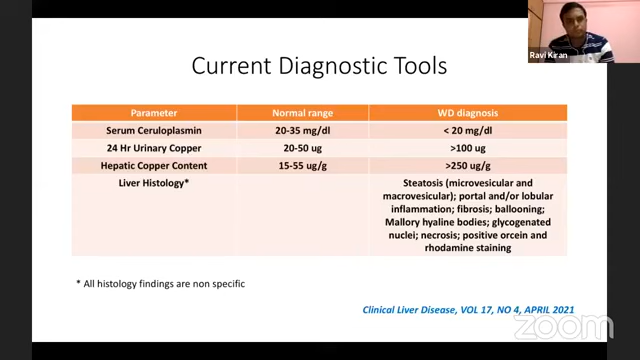 Ravi Kiran
Current Diagnostic Tools
Parameter Normal range WD diagnosis
Serum Ceruloplasmin 20-35 mg/dl < 20 mg/dl
24 Hr Urinary Copper 20-50 ug >100 ug
Hepatic Copper Content 15-55 ug/g >250 ug/g
Liver Histology* Steatosis (microvesicular and
macrovesicular); portal and/or lobular
inflammation; fibrosis; ballooning;
Mallory hyaline bodies; glycogenated
nuclei; necrosis; positive orcein and
rhodamine staining
* All histology findings are non specific
Clinical Liver Disease, VOL 17, NO 4, APRIL 2021
zoom